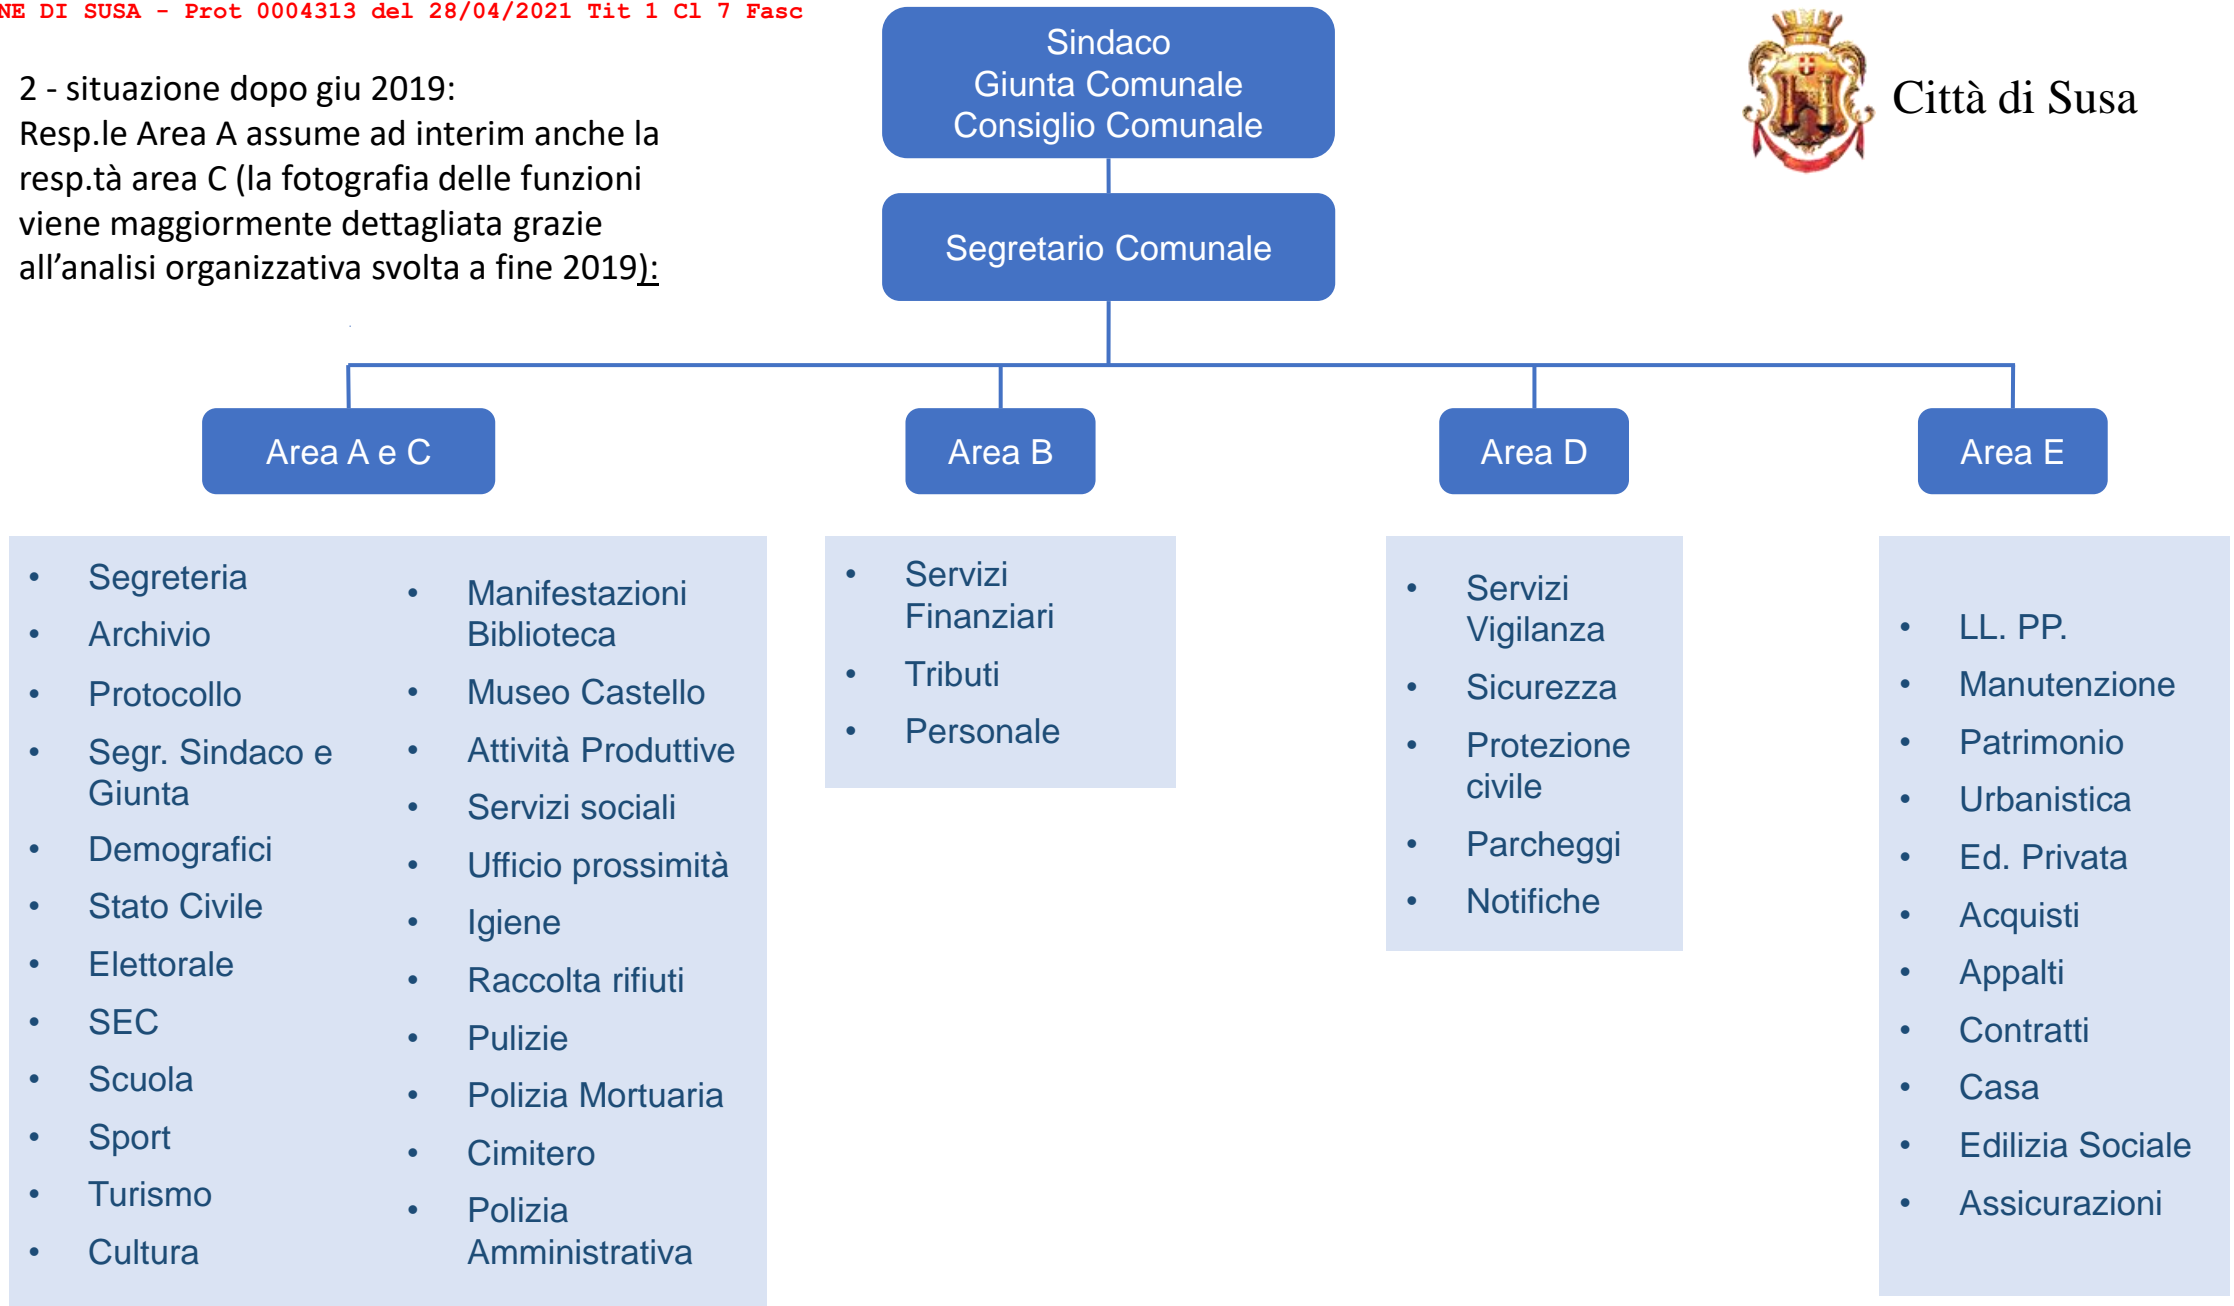 NE DI SUSA - Prot 0004313 del 28/04/2021 Tit 1 Cl 7 Fasc
2 - situazione dopo giu 2019:
Resp.le Area A assume ad interim anche la
resp.tà area C (la fotografia delle funzioni
viene maggiormente dettagliata grazie
all'analisi organizzativa svolta a fine 2019):
Sindaco
Giunta Comunale
Consiglio Comunale
Città di Susa
Segretario Comunale
Area A e C
Area B
Area D
Area E
• Segreteria
• Archivio
• Protocollo
• Segr. Sindaco e
Giunta
• Demografici
• Stato Civile
• Elettorale
• SEC
• Scuola
• Sport
• Turismo
• Cultura
• Manifestazioni
Biblioteca
• Museo Castello
• Attività Produttive
• Servizi sociali
• Ufficio prossimità
• Igiene
• Raccolta rifiuti
• Pulizie
• Polizia Mortuaria
• Cimitero
• Polizia
Amministrativa
• Servizi
Finanziari
• Tributi
• Personale
• Servizi
Vigilanza
• Sicurezza
• Protezione
civile
• Parcheggi
• Notifiche
• LL. PP.
• Manutenzione
• Patrimonio
• Urbanistica
• Ed. Privata
• Acquisti
• Appalti
• Contratti
• Casa
• Edilizia Sociale
• Assicurazioni